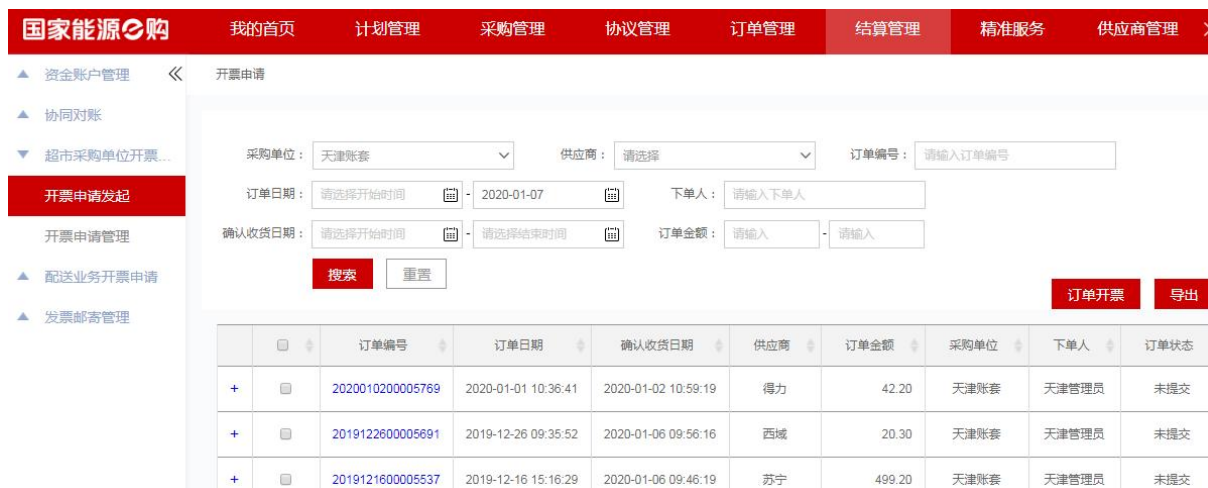 国家能源e购 我的首页 计划管理 采购管理 协议管理 订单管理 结算管理 精准服务 供应商管理
资金账户管理
协同对账
超市采购单位开票...
开票申请发起
开票申请管理
配送业务开票申请
发票邮寄管理
开票申请
采购单位： 天津账套 供应商： 请选择 订单编号： 请输入订单编号
订单日期： 请选择开始时间 - 2020-01-07 下单人： 请输入下单人
确认收货日期： 请选择开始时间 - 请选择结束时间 订单金额： 请输入 - 请输入
搜索 重置
订单开票 导出
订单编号 订单日期 确认收货日期 供应商 订单金额 采购单位 下单人 订单状态
+ 2020010200005769 2020-01-01 10:36:41 2020-01-02 10:59:19 得力 42.20 天津账套 天津管理员 未提交
+ 2019122600005691 2019-12-26 09:35:52 2020-01-06 09:56:16 西域 20.30 天津账套 天津管理员 未提交
+ 2019121600005537 2019-12-16 15:16:29 2020-01-06 09:46:19 苏宁 499.20 天津账套 天津管理员 未提交